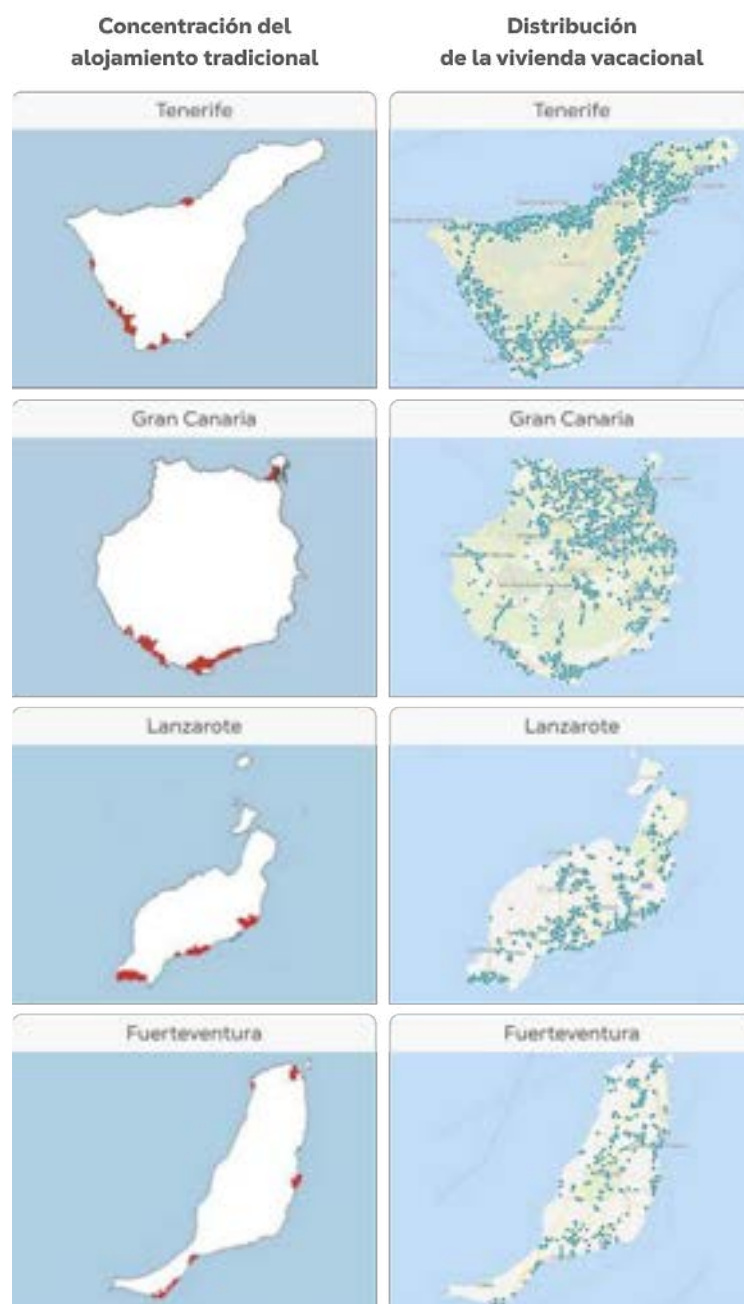 Concentración del
alojamiento tradicional
Distribución
de la vivienda vacacional
Tenerife
Tenerife
Gran Canaria
Gran Canaria
Lanzarote
Lanzarote
Fuerteventura
Fuerteventura